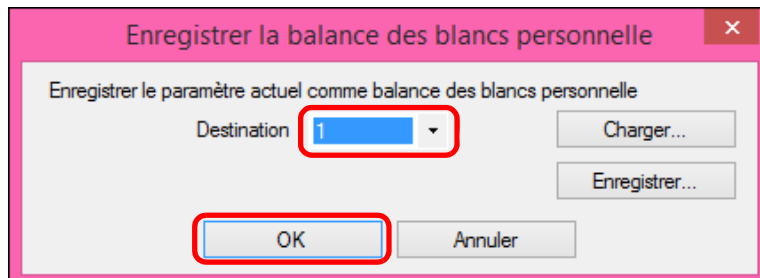 Enregistrer la balance des blancs personnelle
Enregistrer le paramètre actuel comme balance des blancs personnelle
Destination 1 Charger...
Enregistrer...
OK Annuler